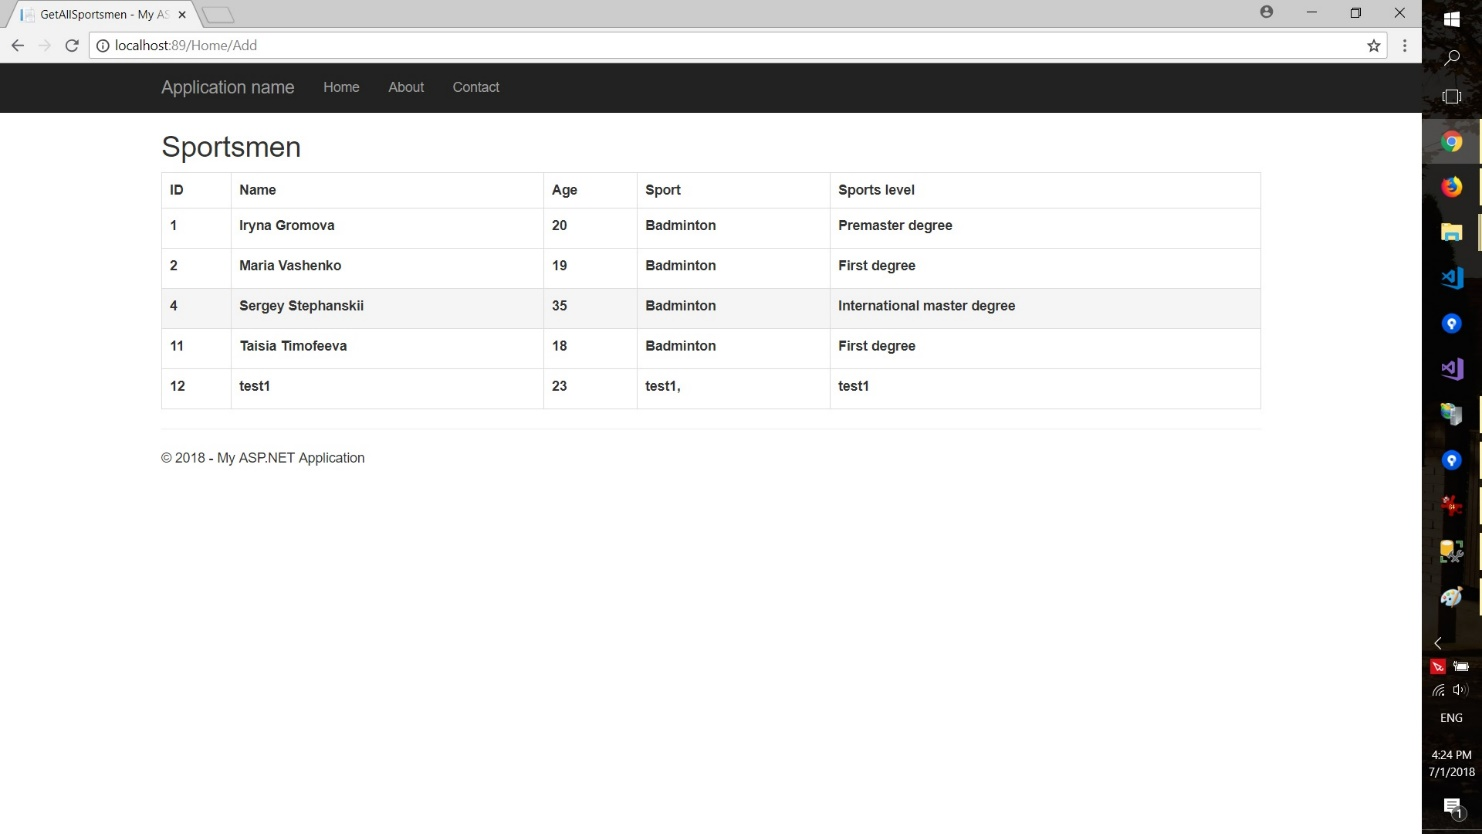 GetAllSportsmen - My AS
localhost:89/Home/Add
Application name Home About Contact
Sportsmen
ID Name Age Sport Sports level
1 Iryna Gromova 20 Badminton Premaster degree
2 Maria Vashenko 19 Badminton First degree
4 Sergey Stephanskii 35 Badminton International master degree
11 Taisia Timofeeva 18 Badminton First degree
12 test1 23 test1, test1
© 2018 - My ASP.NET Application
ENG
4:24 PM
7/1/2018
1